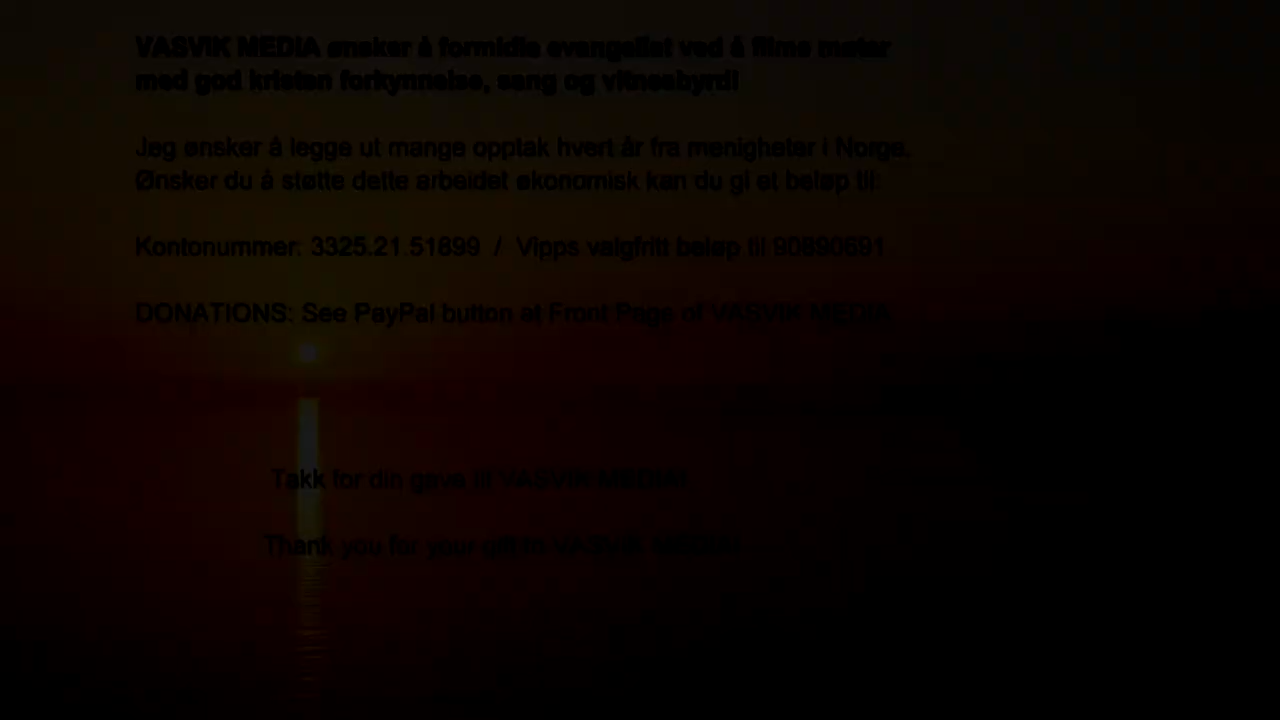 VASVIK MEDIA ønsker å formidle evangeliet ved å filme møter
med god kristen forkynnelse, sang og vitnesbyrd!
Jeg ønsker å legge ut mange opptak hvert år fra menigheter i Norge.
Ønsker du å støtte dette arbeidet økonomisk kan du gi et beløp til:
Kontonummer: 3325.21.51899 / Vipps valgfritt beløp til 90890691
DONATIONS: See PayPal button at Front Page of VASVIK MEDIA
Takk for din gave til VASVIK MEDIA!
Thank you for your gift to VASVIK MEDIA!